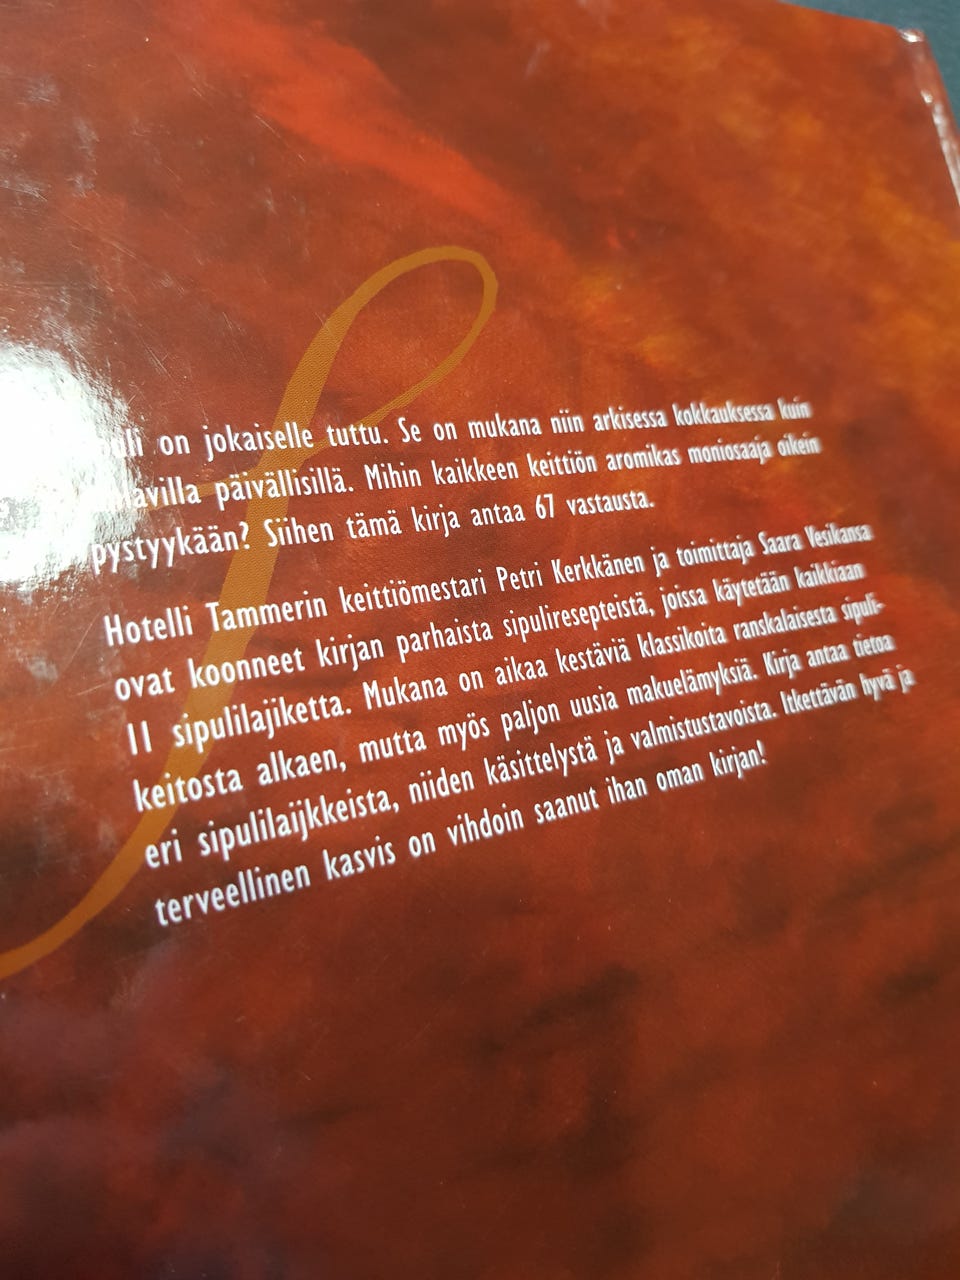 on jokaiselle tuttu. Se on mukana niin arkisessa kokkauksessa kuin
päivällisillä. Mihin kaikkeen keittiön aromikas moniosaaja oikein
pystyykään? Siihen tämä kirja antaa 67 vastausta.
Hotelli Tammerin keittiömestari Petri Kerkkänen ja toimittaja Saara Vesikansa
ovat koonneet kirjan parhaista sipuliresepteistä, joissa käytetään kaikkiaan
11 sipulilajiketta. Mukana on aikaa kestäviä klassikoita ranskalaisesta sipuli-
keitosta alkaen, mutta myös paljon uusia makuelämyksiä. Kirja antaa tietoa
eri sipulilaijkkeista, niiden käsittelystä ja valmistustavoista. Itkettävän hyvä ja
terveellinen kasvis on vihdoin saanut ihan oman kirjan!